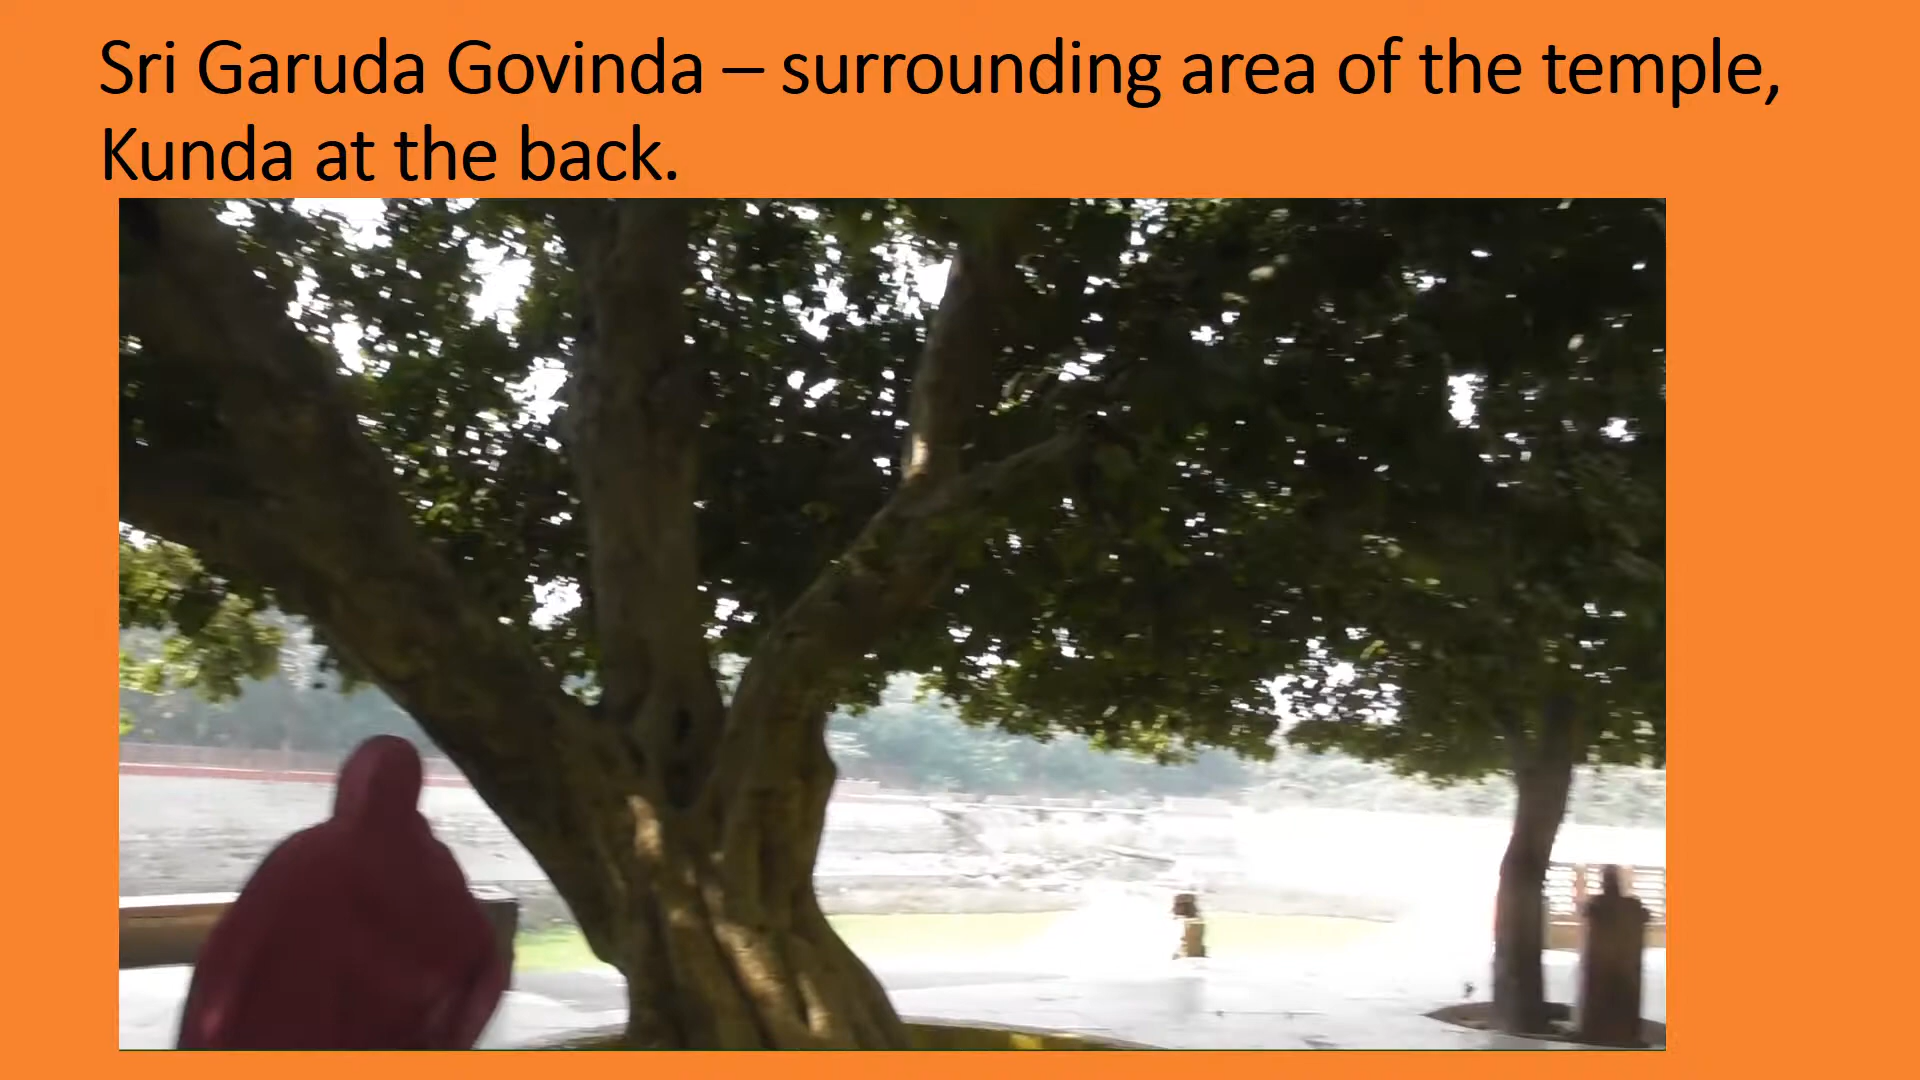 Sri Garuda Govinda – surrounding area of the temple,
Kunda at the back.